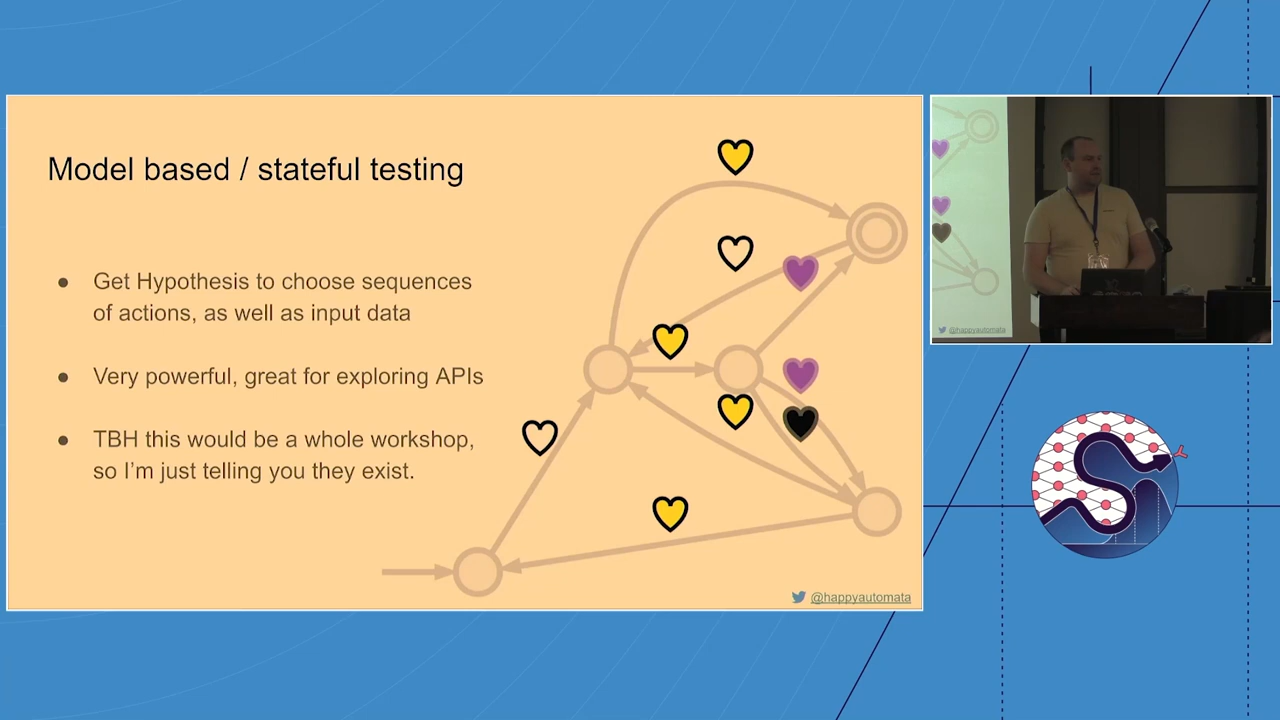 Model based / stateful testing
● Get Hypothesis to choose sequences
of actions, as well as input data
● Very powerful, great for exploring APIs
● TBH this would be a whole workshop,
so I'm just telling you they exist.
@happyautomata
@happyautomata